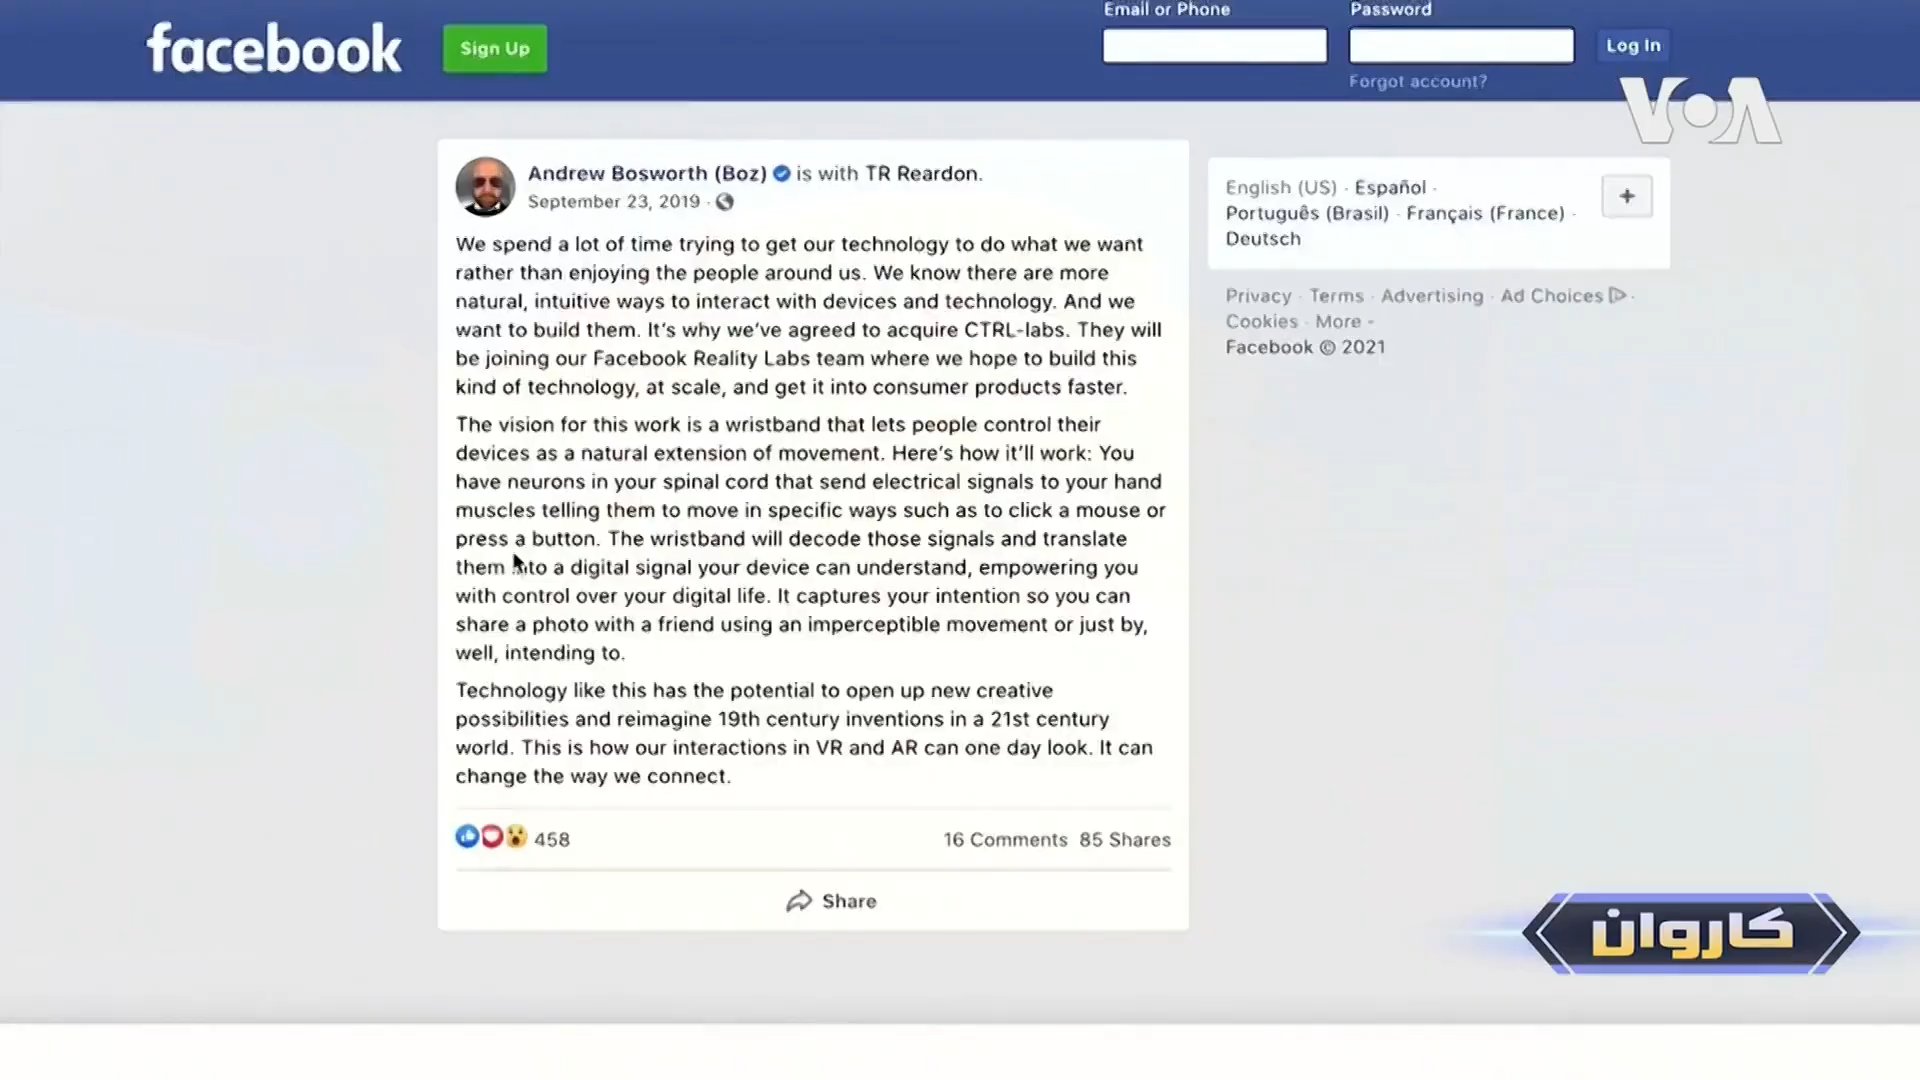 facebook
Sign Up
Email or Phone
Password
Log In
Forgot account?
VOA
Andrew Bosworth (Boz) is with TR Reardon.
September 23, 2019 ·
We spend a lot of time trying to get our technology to do what we want
rather than enjoying the people around us. We know there are more
natural, intuitive ways to interact with devices and technology. And we
want to build them. It's why we've agreed to acquire CTRL-labs. They will
be joining our Facebook Reality Labs team where we hope to build this
kind of technology, at scale, and get it into consumer products faster.
The vision for this work is a wristband that lets people control their
devices as a natural extension of movement. Here's how it'll work: You
have neurons in your spinal cord that send electrical signals to your hand
muscles telling them to move in specific ways such as to click a mouse or
press a button. The wristband will decode those signals and translate
them into a digital signal your device can understand, empowering you
with control over your digital life. It captures your intention so you can
share a photo with a friend using an imperceptible movement or just by,
well, intending to.
Technology like this has the potential to open up new creative
possibilities and reimagine 19th century inventions in a 21st century
world. This is how our interactions in VR and AR can one day look. It can
change the way we connect.
458
16 Comments 85 Shares
Share
English (US) · Español ·
Português (Brasil) · Français (France) ·
Deutsch
+
Privacy · Terms · Advertising · Ad Choices ·
Cookies · More ·
Facebook © 2021
کاروان